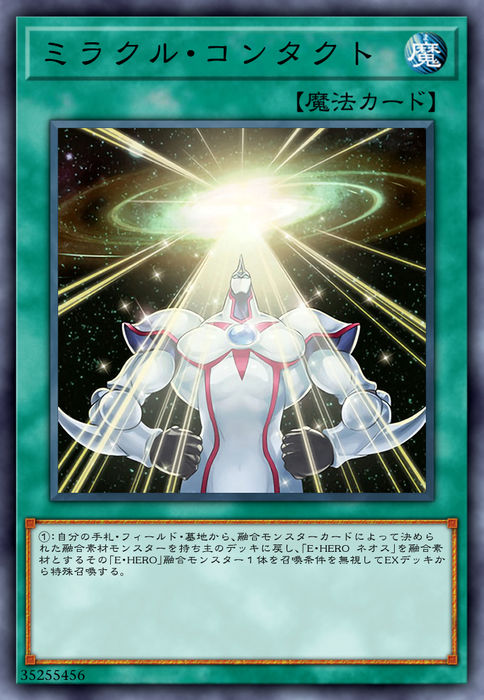 ミラクル・コンタクト
魔
【魔法カード】
①:自分の手札・フィールド・墓地から、融合モンスターカードによって決めら
れた融合素材モンスターを持ち主のデッキに戻し、「E・HERO ネオス」を融合素
材とするその「E・HERO」融合モンスター１体を召喚条件を無視してEXデッキか
ら特殊召喚する。
35255456